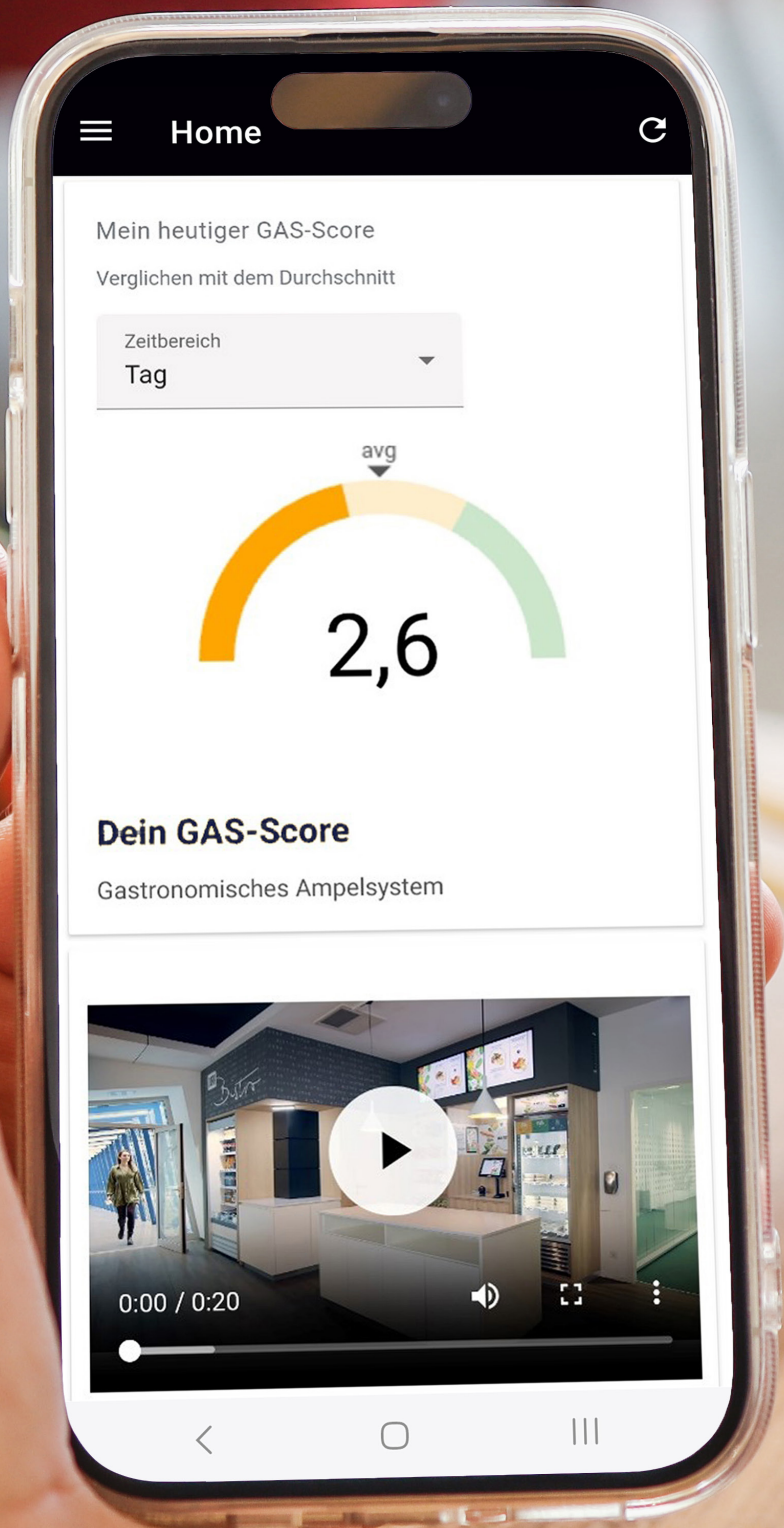 Home
Mein heutiger GAS-Score
Verglichen mit dem Durchschnitt
Zeitbereich
Tag
avg
2,6
Dein GAS-Score
Gastronomisches Ampelsystem
Bistro
0:00 / 0:20